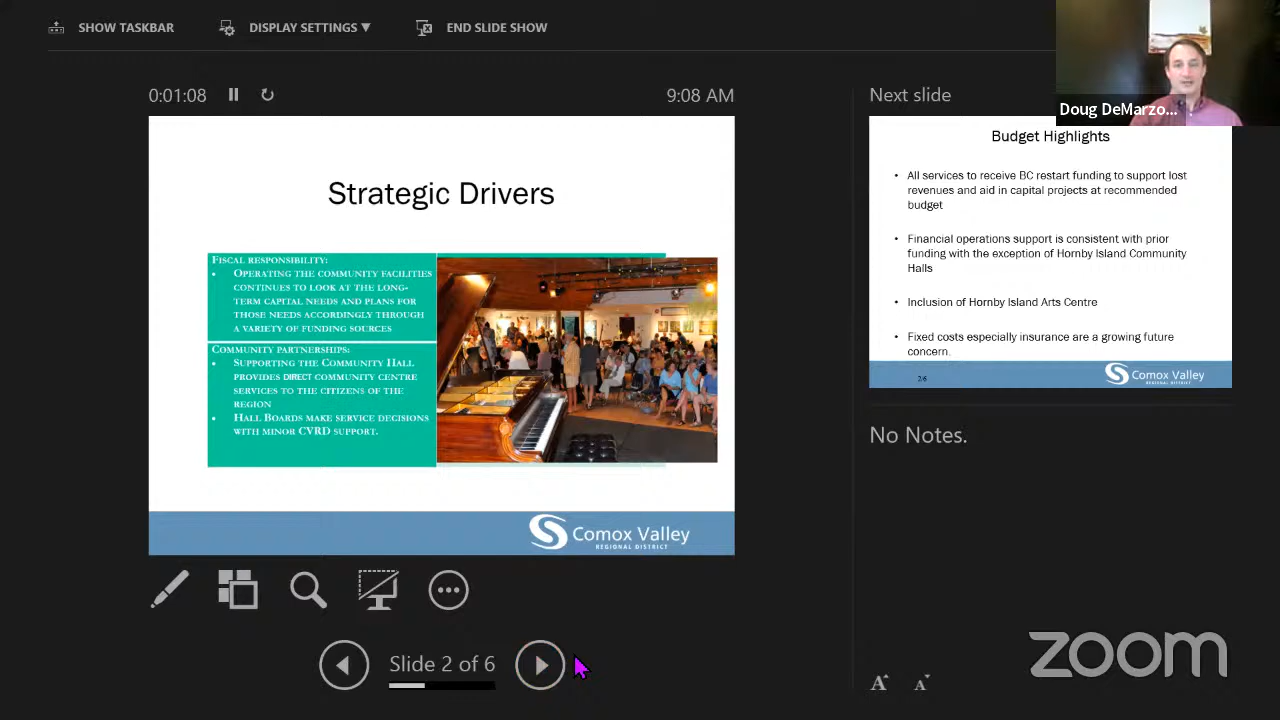 SHOW TASKBAR
DISPLAY SETTINGS ▼
END SLIDE SHOW
0:01:08
9:08 AM
Strategic Drivers
FISCAL RESPONSIBILITY:
• OPERATING THE COMMUNITY FACILITIES
CONTINUES TO LOOK AT THE LONG-
TERM CAPITAL NEEDS AND PLANS FOR
THOSE NEEDS ACCORDINGLY THROUGH
A VARIETY OF FUNDING SOURCES
COMMUNITY PARTNERSHIPS:
• SUPPORTING THE COMMUNITY HALL
PROVIDES DIRECT COMMUNITY CENTRE
SERVICES TO THE CITIZENS OF THE
REGION
• HALL BOARDS MAKE SERVICE DECISIONS
WITH MINOR CVRD SUPPORT.
Comox Valley
REGIONAL DISTRICT
Slide 2 of 6
Next slide
Doug DeMarzo...
Budget Highlights
• All services to receive BC restart funding to support lost
revenues and aid in capital projects at recommended
budget
• Financial operations support is consistent with prior
funding with the exception of Hornby Island Community
Halls
• Inclusion of Hornby Island Arts Centre
• Fixed costs especially insurance are a growing future
concern.
26
Comox Valley
REGIONAL DISTRICT
No Notes.
A A
zoom